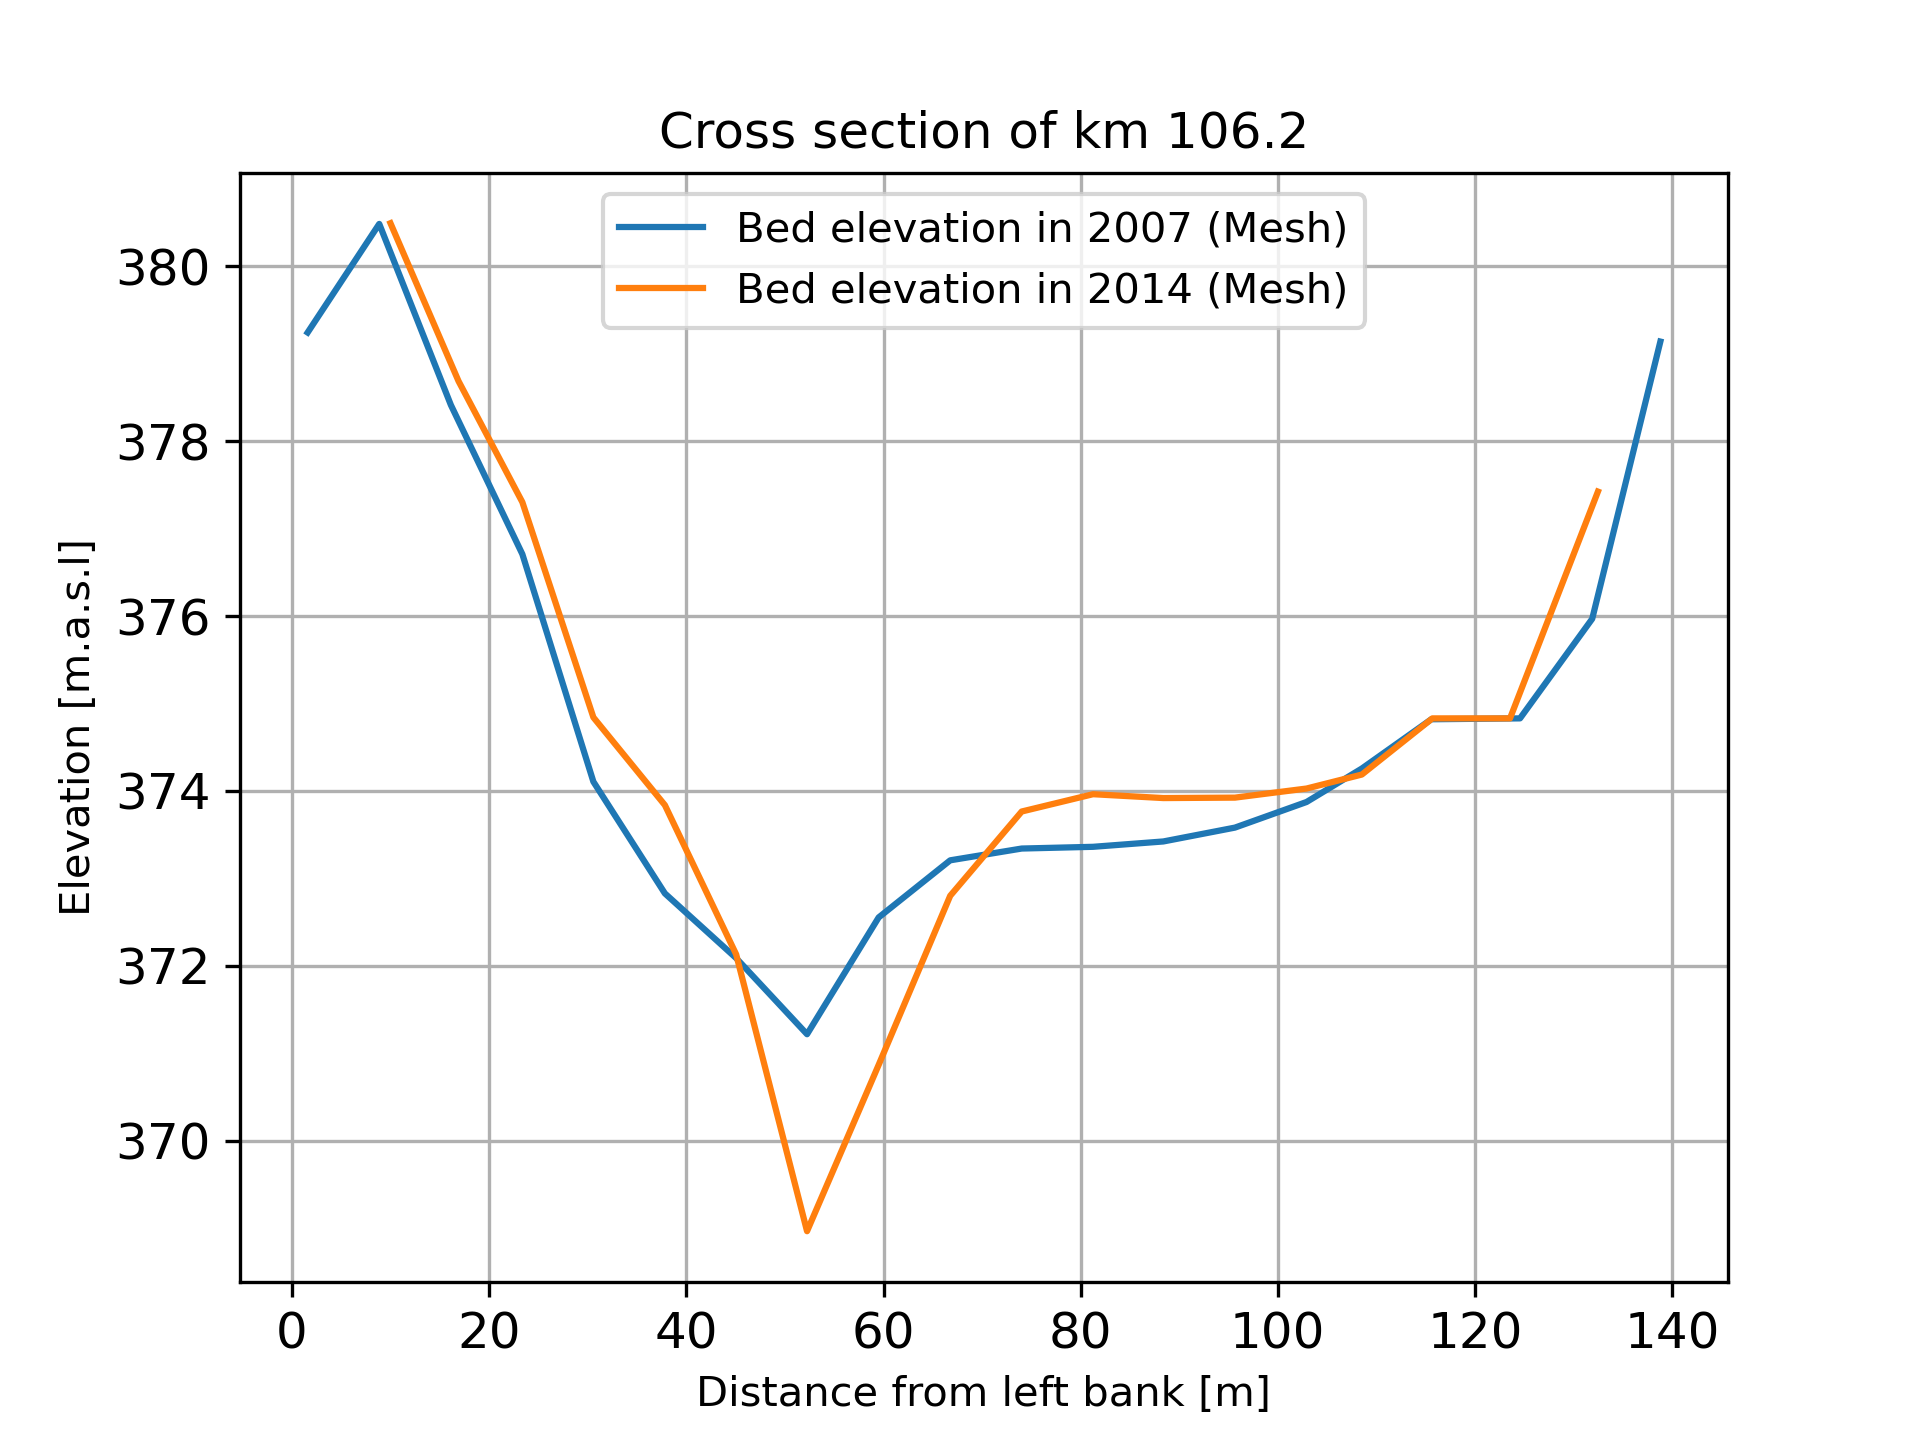 Cross section of km 106.2
Bed elevation in 2007 (Mesh)
Bed elevation in 2014 (Mesh)
Elevation [m.a.s.l]
380
378
376
374
372
370
0 20 40 60 80 100 120 140
Distance from left bank [m]